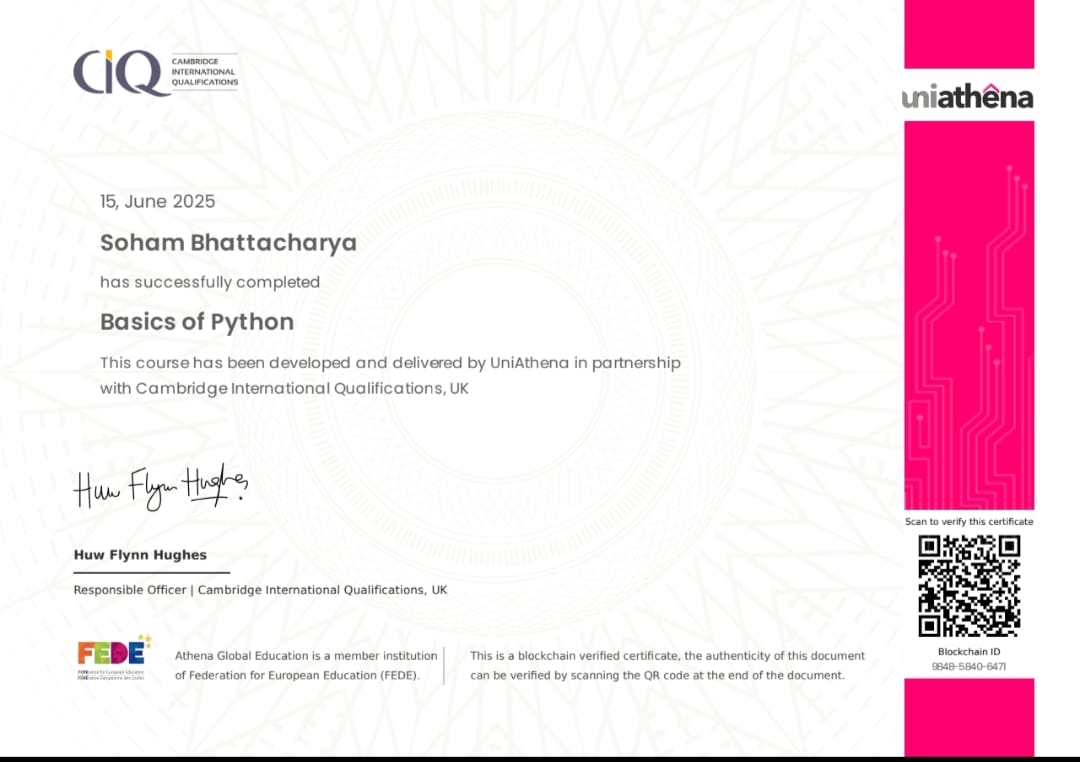 CiQ
CAMBRIDGE
INTERNATIONAL
QUALIFICATIONS
uniathêna
15, June 2025
Soham Bhattacharya
has successfully completed
Basics of Python
This course has been developed and delivered by UniAthena in partnership
with Cambridge International Qualifications, UK
Huw Flynn Hughes
Huw Flynn Hughes
Responsible Officer | Cambridge International Qualifications, UK
Scan to verify this certificate
Blockchain ID
9848-5840-6471
FEDE
Athena Global Education is a member institution
of Federation for European Education (FEDE).
This is a blockchain verified certificate, the authenticity of this document
can be verified by scanning the QR code at the end of the document.